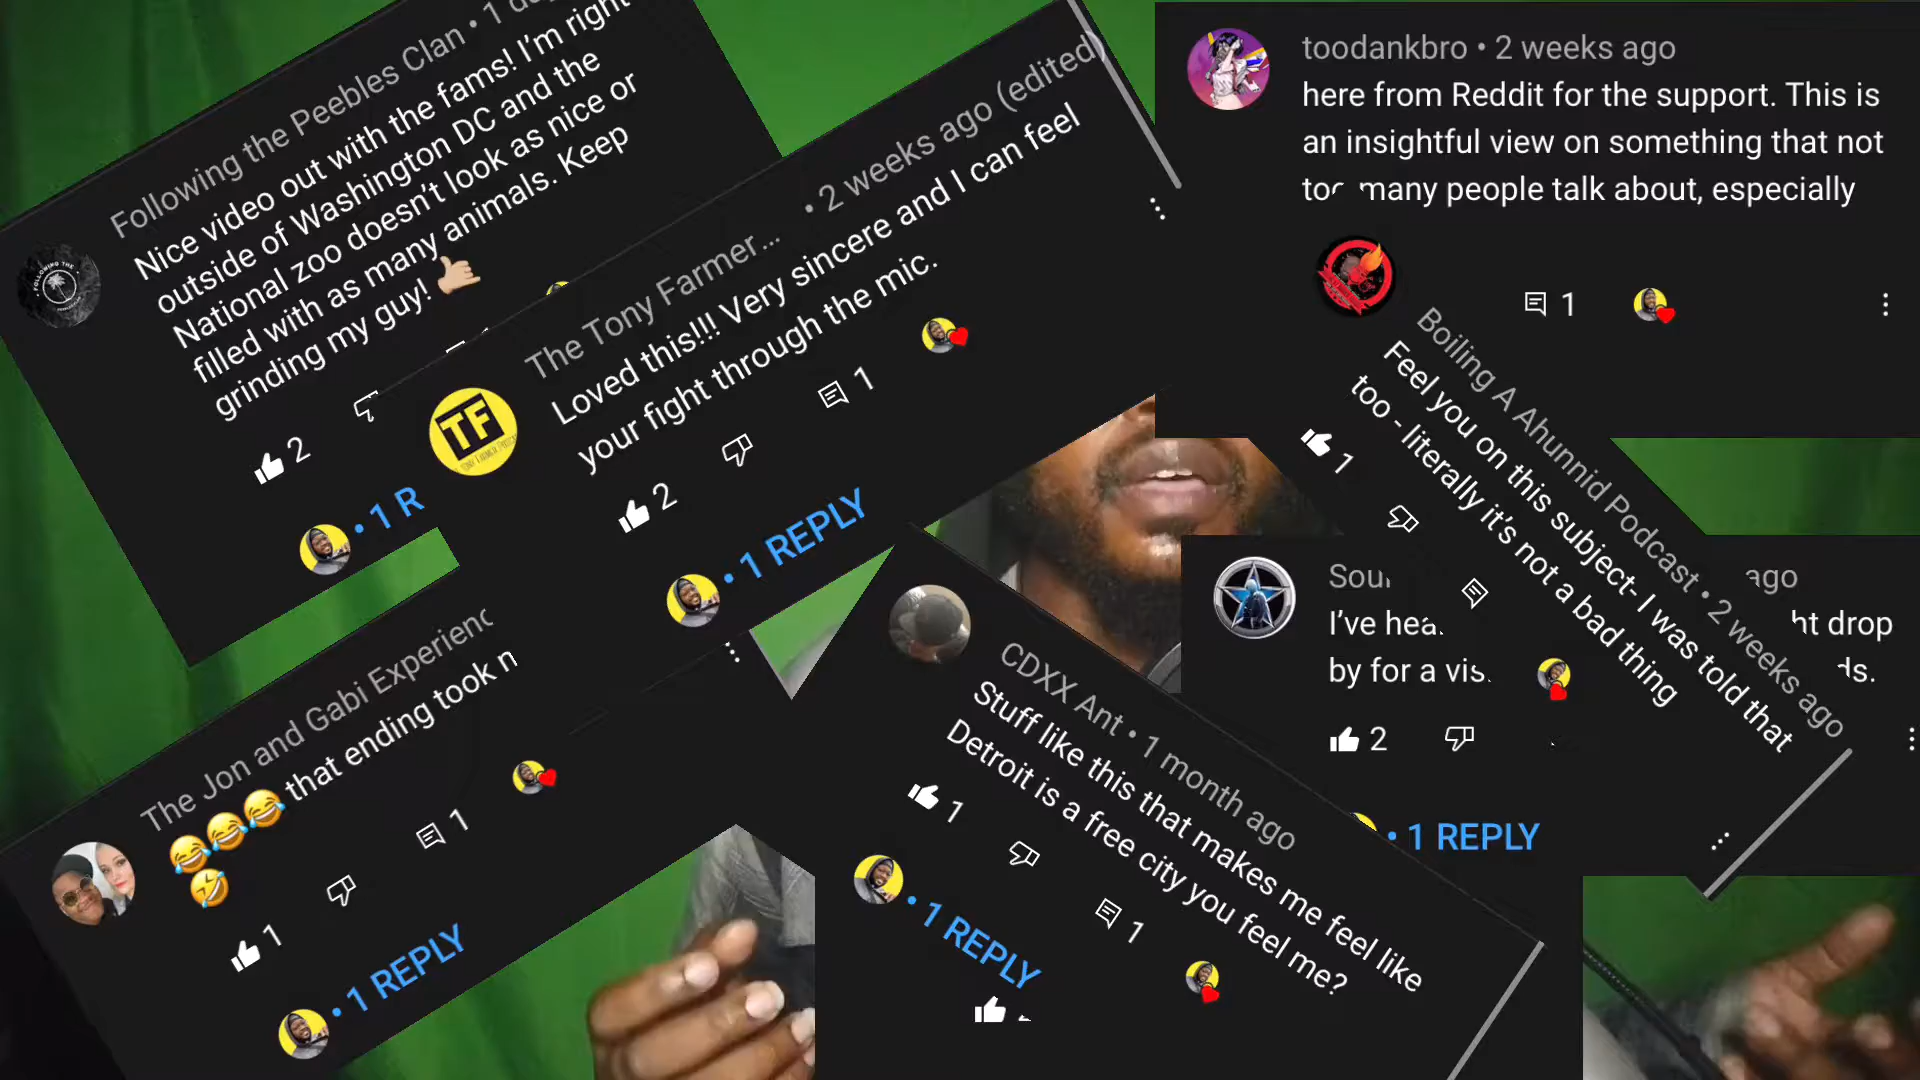 Following the Peebles Clan • 1
Nice video out with the fams! I'm right
outside of Washington DC and the
National zoo doesn't look as nice or
filled with as many animals. Keep
grinding my guy! 🤙🏼
2
• 1 R
The Tony Farmer... • 2 weeks ago (edited)
Loved this!!! Very sincere and I can feel
your fight through the mic.
2
1
• 1 REPLY
TF
toodankbro • 2 weeks ago
here from Reddit for the support. This is
an insightful view on something that not
too many people talk about, especially
1
Boiling A Ahunnid Podcast • 2 weeks ago
Feel you on this subject- I was told that
too - literally it's not a bad thing
1
ago
I've drop
by for a
2
• 1 REPLY
The Jon and Gabi
😂😂😂 that ending took
🤣
1
1
• 1 REPLY
CDXX Ant • 1 month ago
Stuff like this that makes me feel like
Detroit is a free city you feel me?
1
1
• 1 REPLY